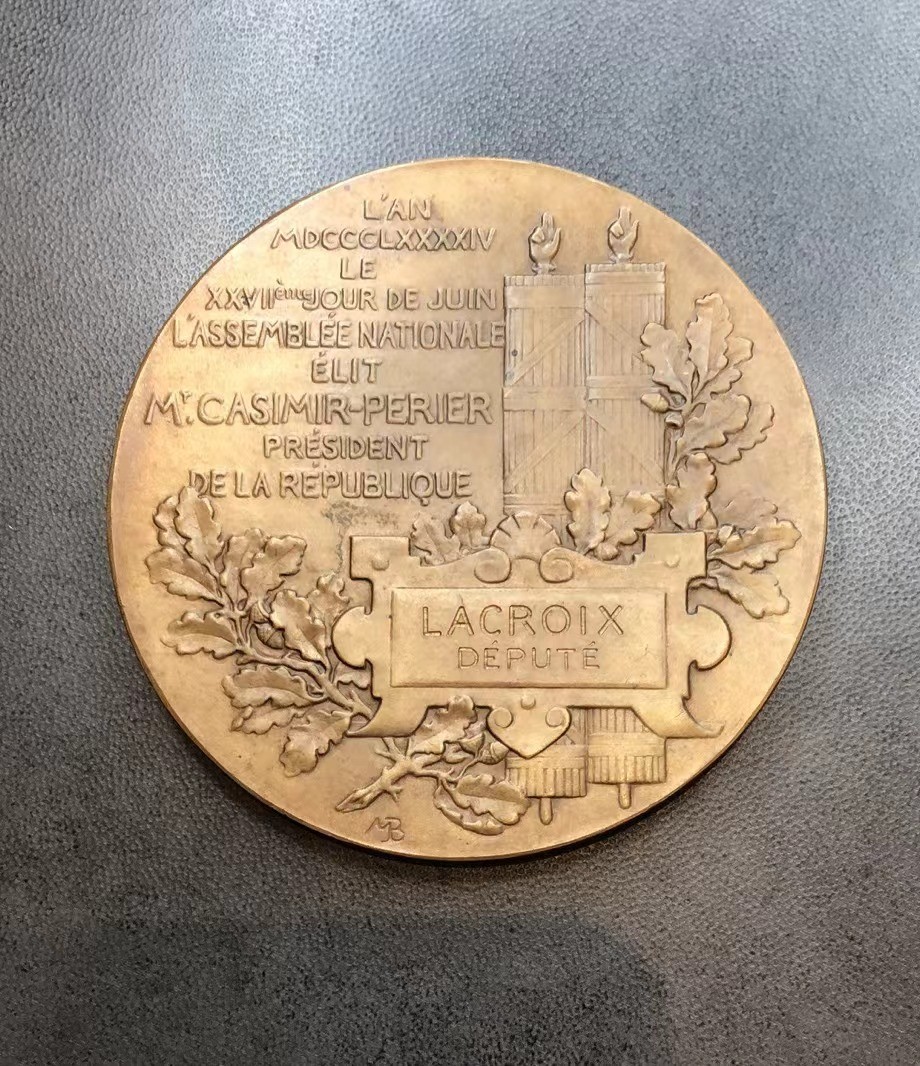 L'AN
MDCCCLXXXXIV
LE
XXVIIème JOUR DE JUIN
L'ASSEMBLÉE NATIONALE
ÉLIT
Mr. CASIMIR-PERIER
PRÉSIDENT
DE LA RÉPUBLIQUE
LACROIX
DÉPUTÉ
MB